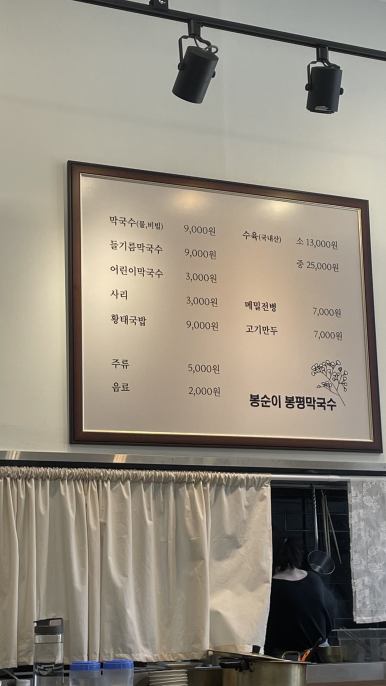 막국수(물,비빔) 9,000원
들기름막국수 9,000원
어린이막국수 3,000원
사리 3,000원
황태국밥 9,000원
주류 5,000원
음료 2,000원
수육(국내산) 소 13,000원
중 25,000원
메밀전병 7,000원
고기만두 7,000원
봉순이 봉평막국수